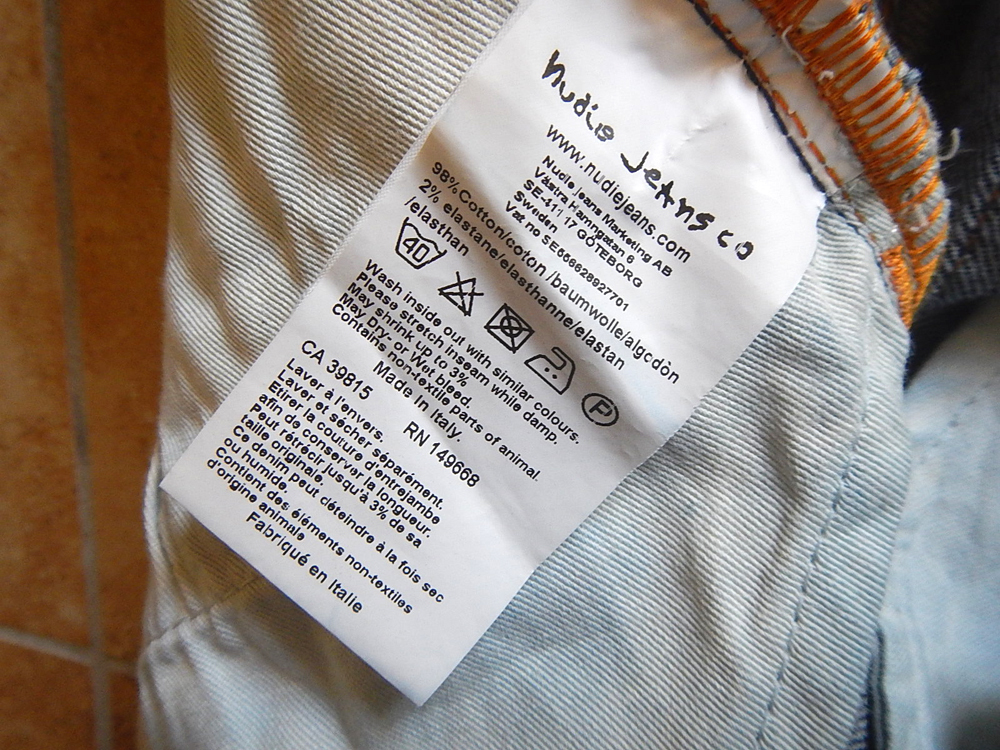 nudie jeans co
www.nudiejeans.com
Nudie Jeans Marketing AB
Västra Hamngatan 6
SE-411 17 GÖTEBORG
Sweden
Vat no SE556628927701
98%Cotton/coton /baumwolle/algodôn
2% elastane/elasthanne/elastan
/elasthan
40
P
Wash inside out with similar colours.
Please stretch inseam while damp.
May shrink up to 3%
May Dry- or Wet bleed.
Contains non-textile parts of animal.
Made in Italy.
CA 39815 RN 149668
Laver à l'envers.
Laver et sécher séparément.
Etirer la couture d'entrejambe
afin de conserver la longueur.
Peut rétrécir jusqu'à 3% de sa
taille originale.
ce denim peut déteindre à la fois sec
ou humide.
Contient des éléments non-textiles
d'origine animale
Fabriqué en Italie